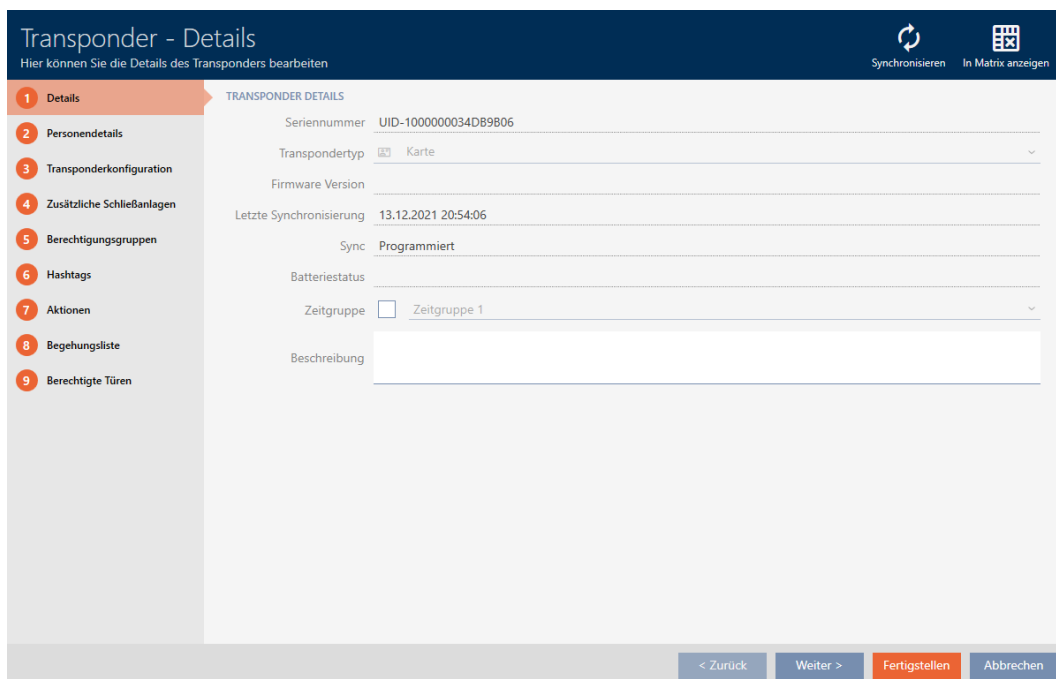 Transponder - Details
Hier können Sie die Details des Transponders bearbeiten
Synchronisieren
In Matrix anzeigen
1 Details
2 Personendetails
3 Transponderkonfiguration
4 Zusätzliche Schließanlagen
5 Berechtigungsgruppen
6 Hashtags
7 Aktionen
8 Begehungsliste
9 Berechtigte Türen
TRANSPONDER DETAILS
Seriennummer UID-1000000034DB9B06
Transpondertyp Karte
Firmware Version
Letzte Synchronisierung 13.12.2021 20:54:06
Sync Programmiert
Batteriestatus
Zeitgruppe Zeitgruppe 1
Beschreibung
< Zurück
Weiter >
Fertigstellen
Abbrechen